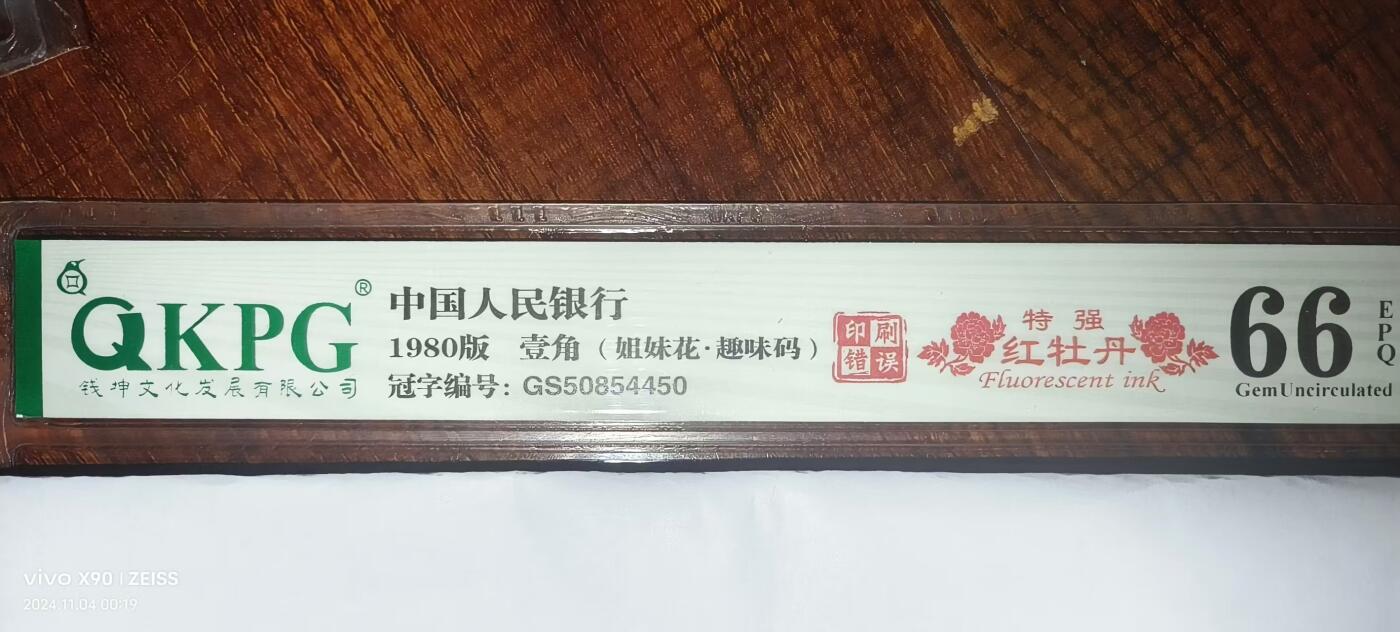 QKPG®
钱坤文化发展有限公司
中国人民银行
1980版 壹角（姐妹花·趣味码）
冠字编号：GS50854450
印刷
错误
特强
红牡丹
Fluorescent ink
66
EPQ
Gem Uncirculated
vivo X90 | ZEISS
2024.11.04 00:19